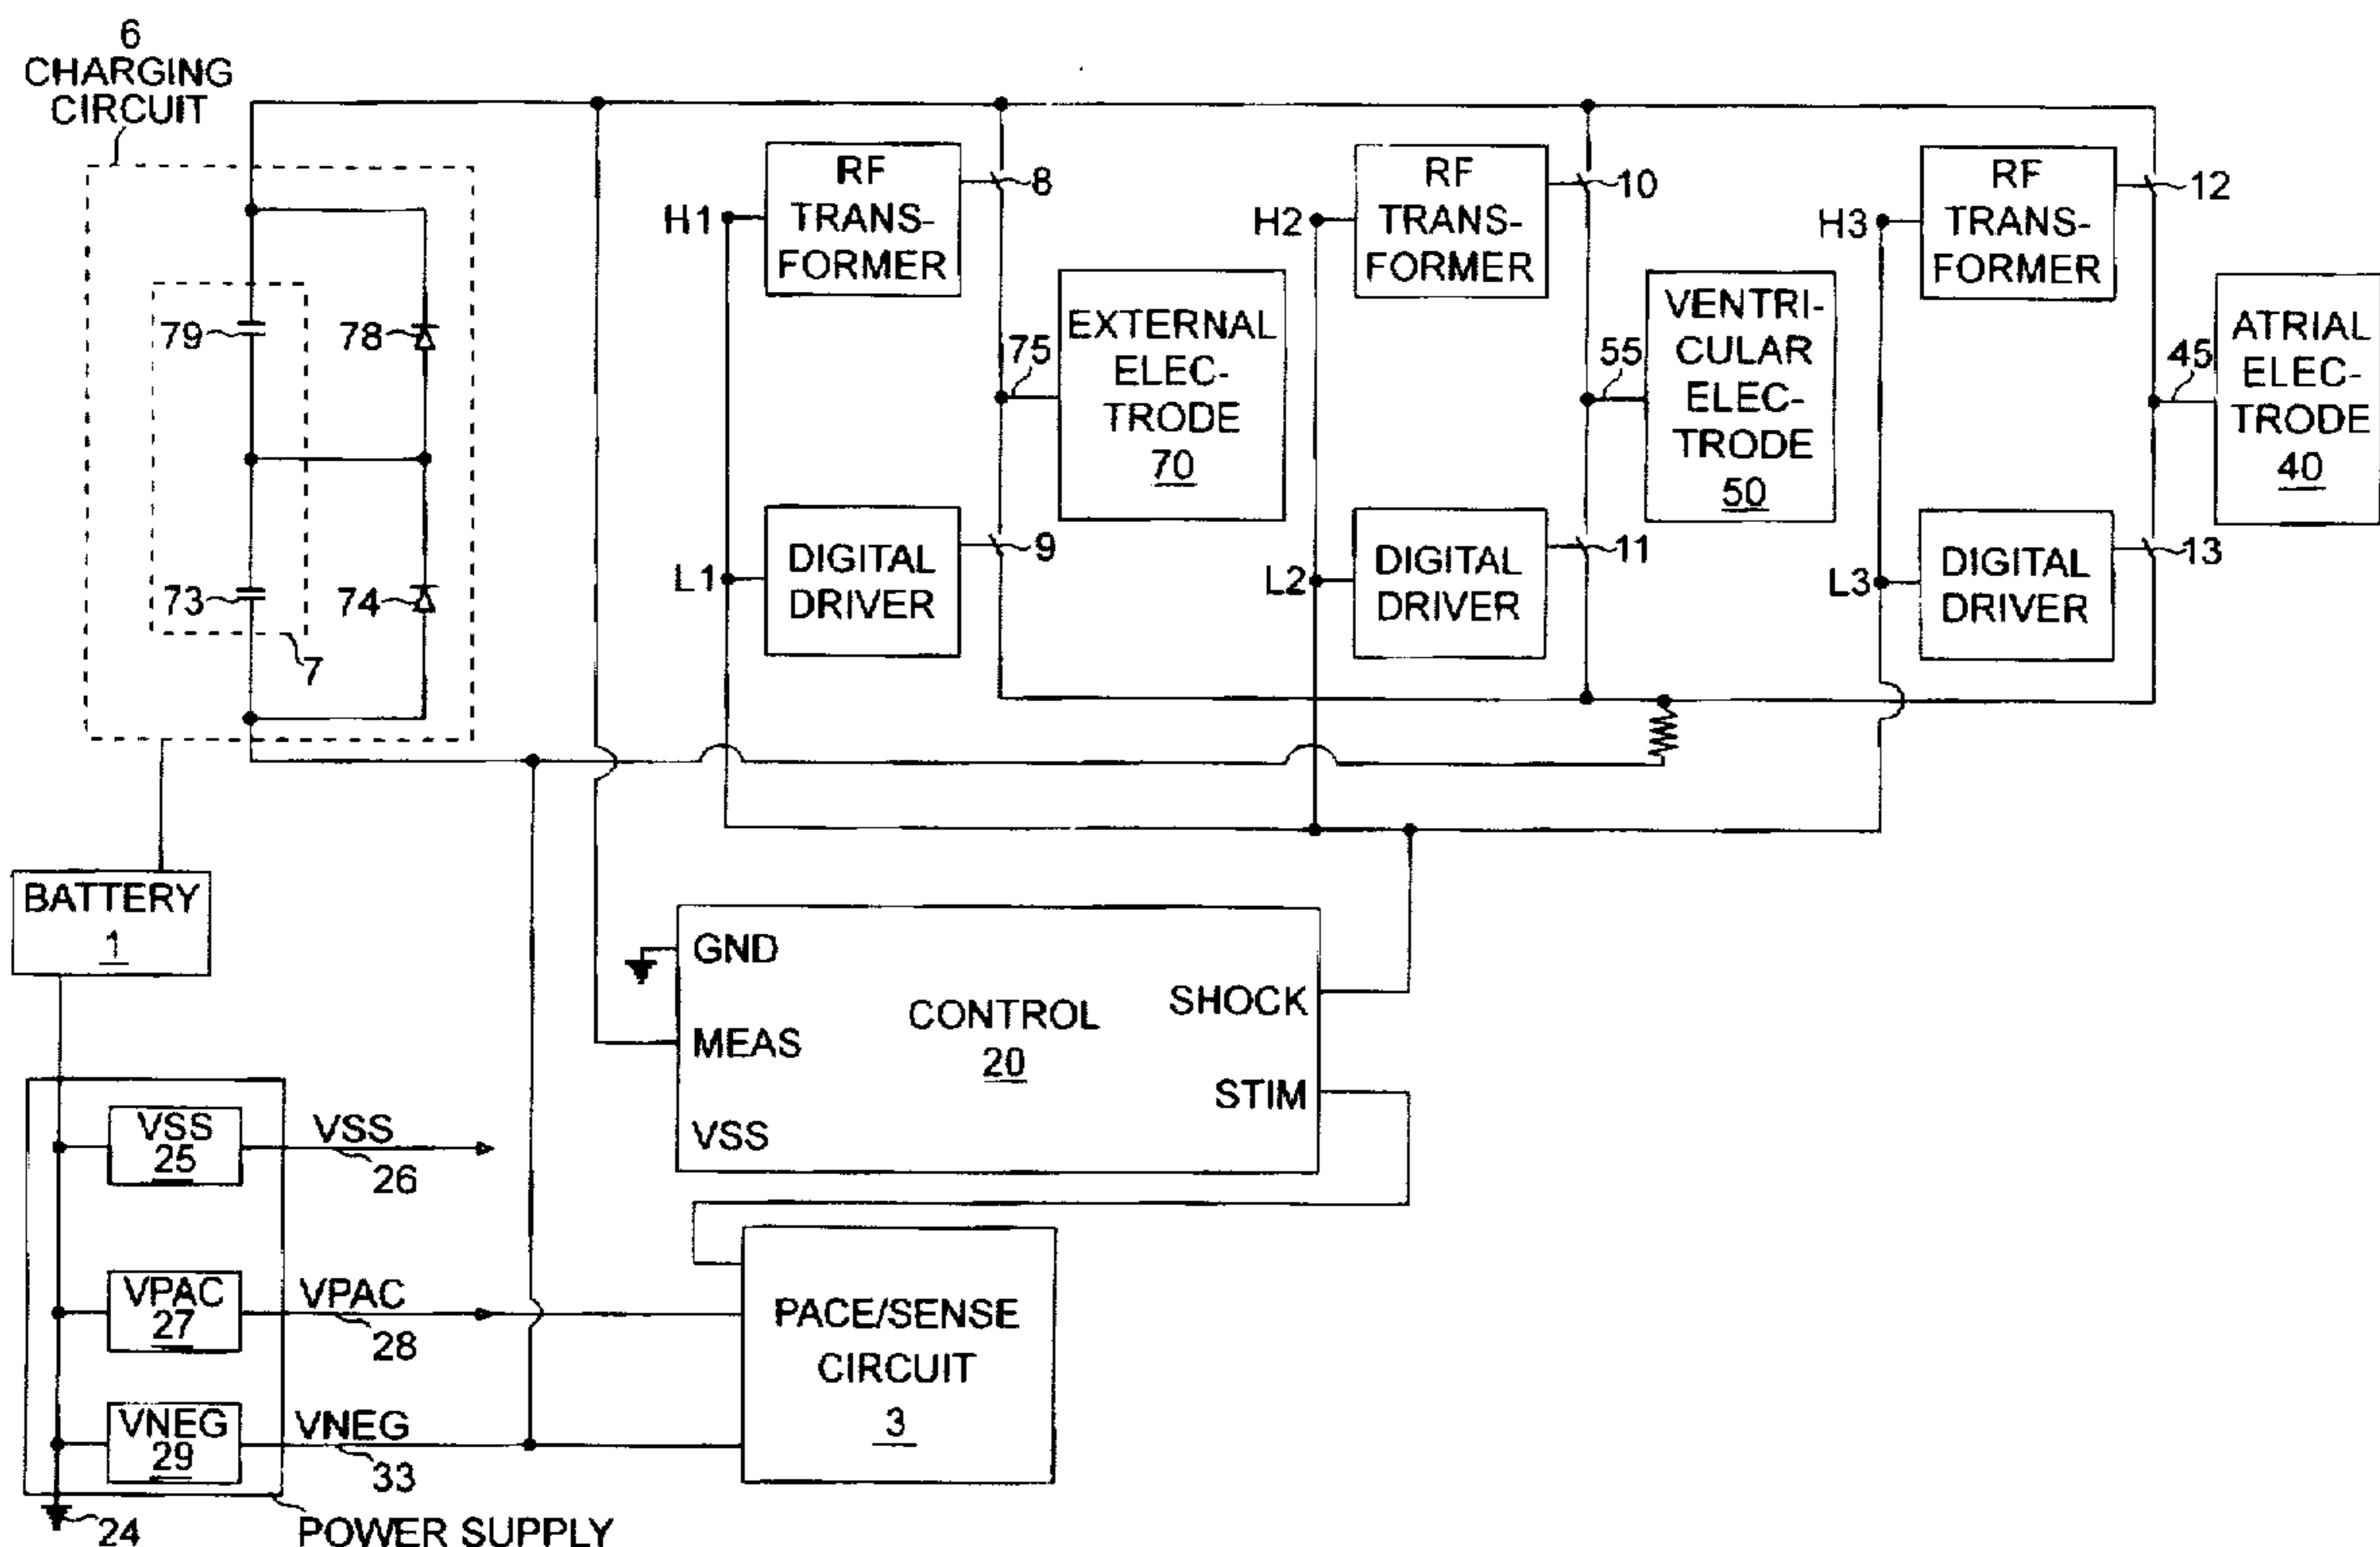 6
CHARGING
CIRCUIT
79
78
73
74
7
H1
RF
TRANS-
FORMER
8
75
EXTERNAL
ELEC-
TRODE
70
L1
DIGITAL
DRIVER
9
H2
RF
TRANS-
FORMER
10
55
VENTRI-
CULAR
ELEC-
TRODE
50
L2
DIGITAL
DRIVER
11
H3
RF
TRANS-
FORMER
12
45
ATRIAL
ELEC-
TRODE
40
L3
DIGITAL
DRIVER
13
BATTERY
1
GND
MEAS
VSS
CONTROL
20
SHOCK
STIM
VSS
25
VSS
26
VPAC
27
VPAC
28
VNEG
29
VNEG
33
PACE/SENSE
CIRCUIT
3
24
POWER SUPPLY